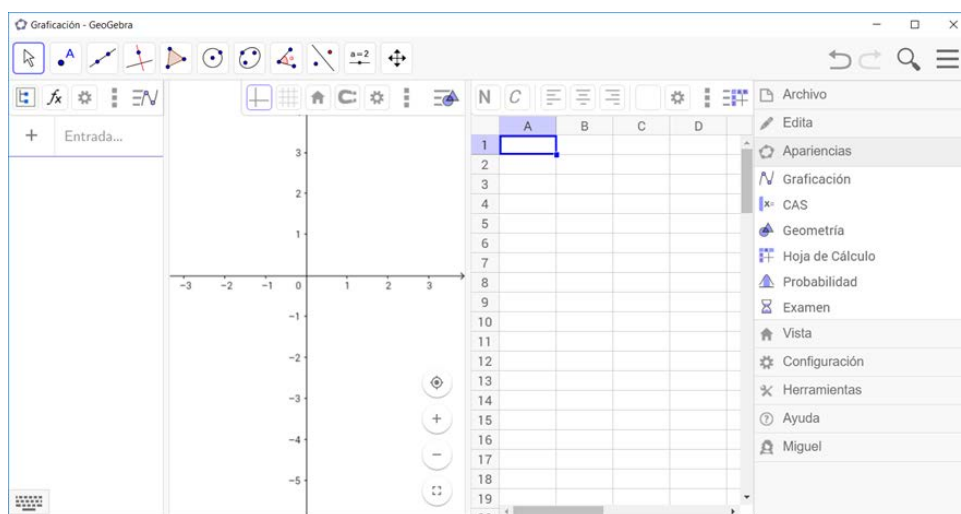 Graficación - GeoGebra
A
a=2
fx
N C
Entrada...
A B C D
1
2
3
4
5
6
7
8
9
10
11
12
13
14
15
16
17
18
19
3
2
1
-3 -2 -1 0 1 2 3
-1
-2
-3
-4
-5
Archivo
Edita
Apariencias
Graficación
x= CAS
Geometría
Hoja de Cálculo
Probabilidad
Examen
Vista
Configuración
Herramientas
Ayuda
Miguel